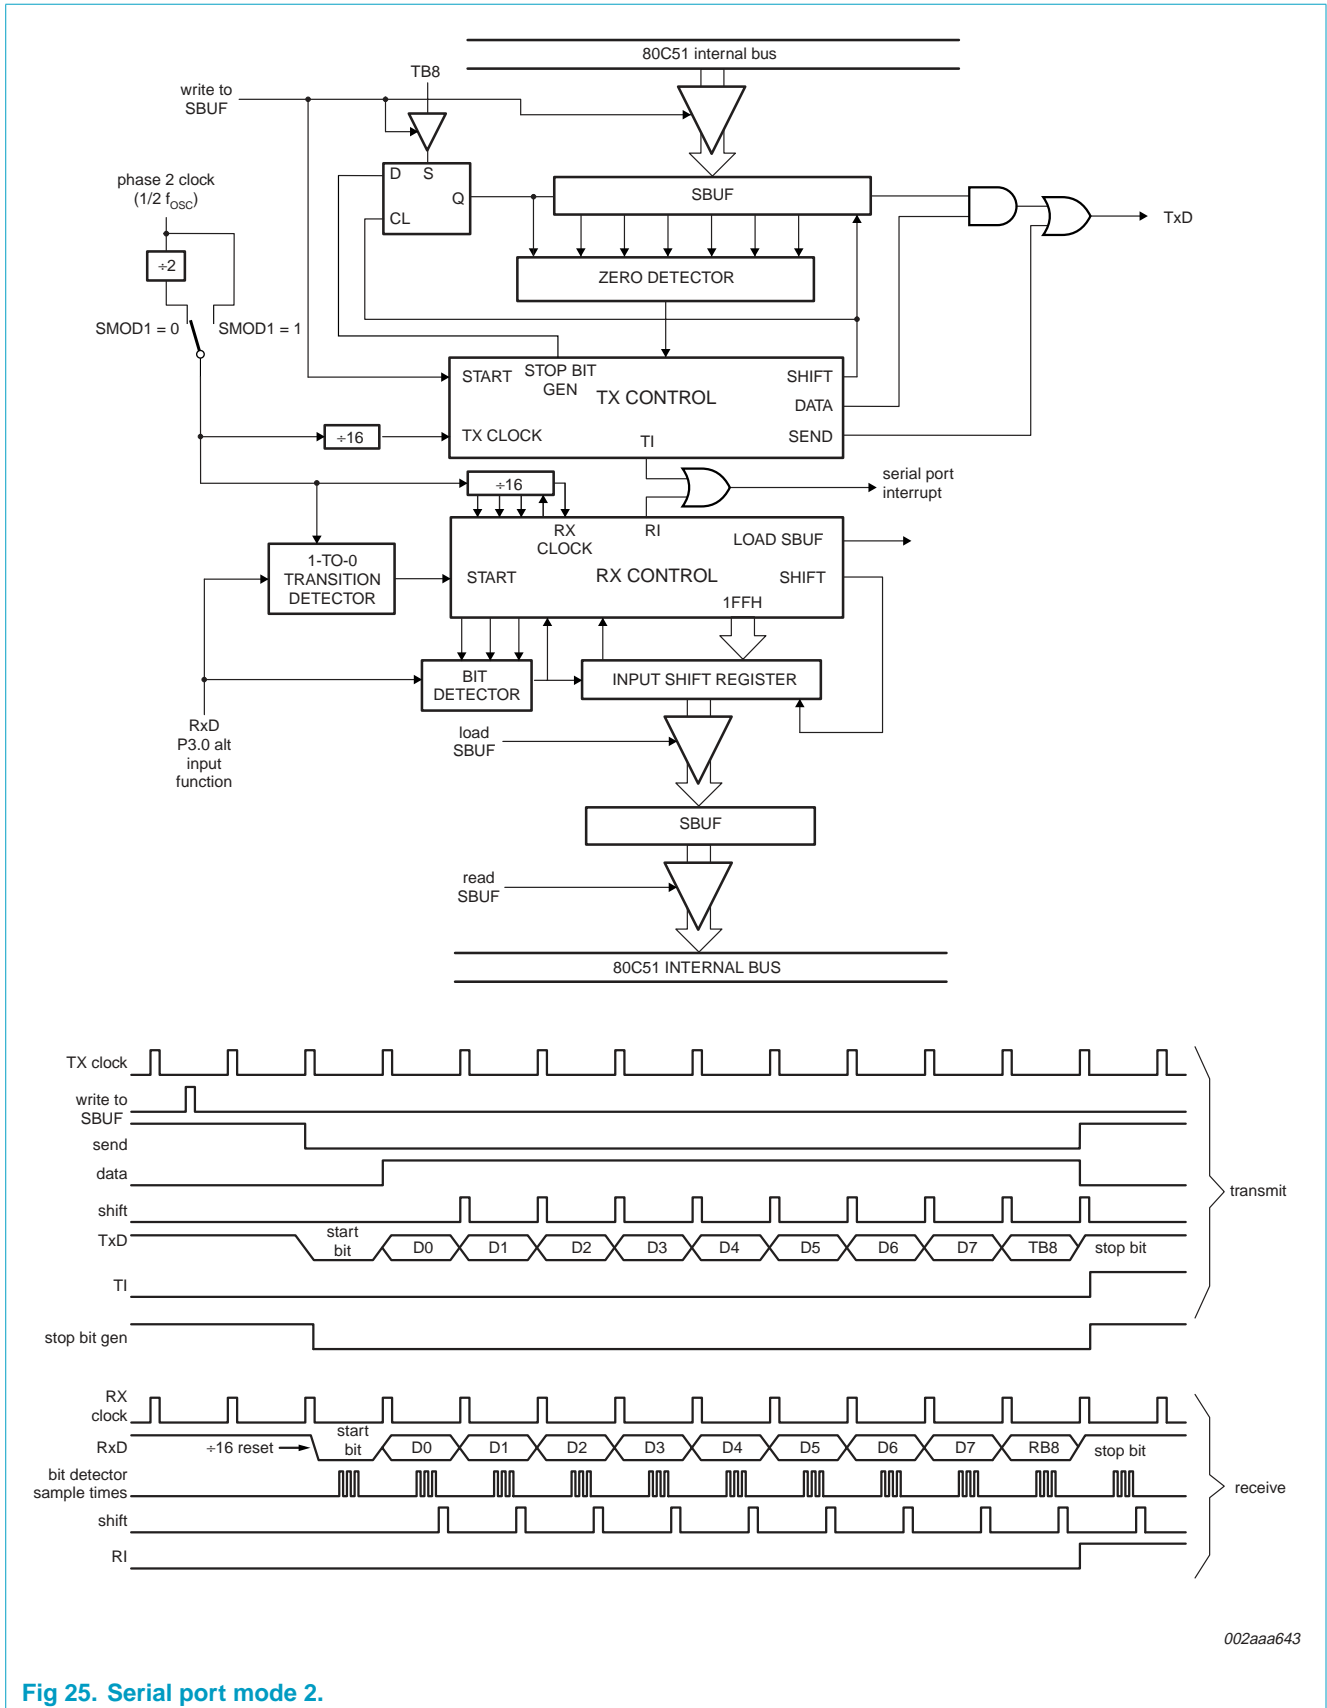 80C51 internal bus
TB8
write to
SBUF
D S
Q
CL
SBUF
TxD
phase 2 clock
(1/2 fOSC)
÷2
ZERO DETECTOR
SMOD1 = 0
SMOD1 = 1
START
STOP BIT
GEN
TX CONTROL
SHIFT
DATA
SEND
÷16
TX CLOCK
TI
serial port
interrupt
÷16
RX
CLOCK
RI
LOAD SBUF
1-TO-0
TRANSITION
DETECTOR
START
RX CONTROL
SHIFT
1FFH
BIT
DETECTOR
INPUT SHIFT REGISTER
RxD
P3.0 alt
input
function
load
SBUF
SBUF
read
SBUF
80C51 INTERNAL BUS
TX clock
write to
SBUF
send
data
shift
TxD
start
bit
D0 D1 D2 D3 D4 D5 D6 D7 TB8 stop bit
TI
stop bit gen
transmit
RX
clock
RxD
÷16 reset
start
bit
D0 D1 D2 D3 D4 D5 D6 D7 RB8 stop bit
bit detector
sample times
shift
RI
receive
002aaa643
Fig 25. Serial port mode 2.